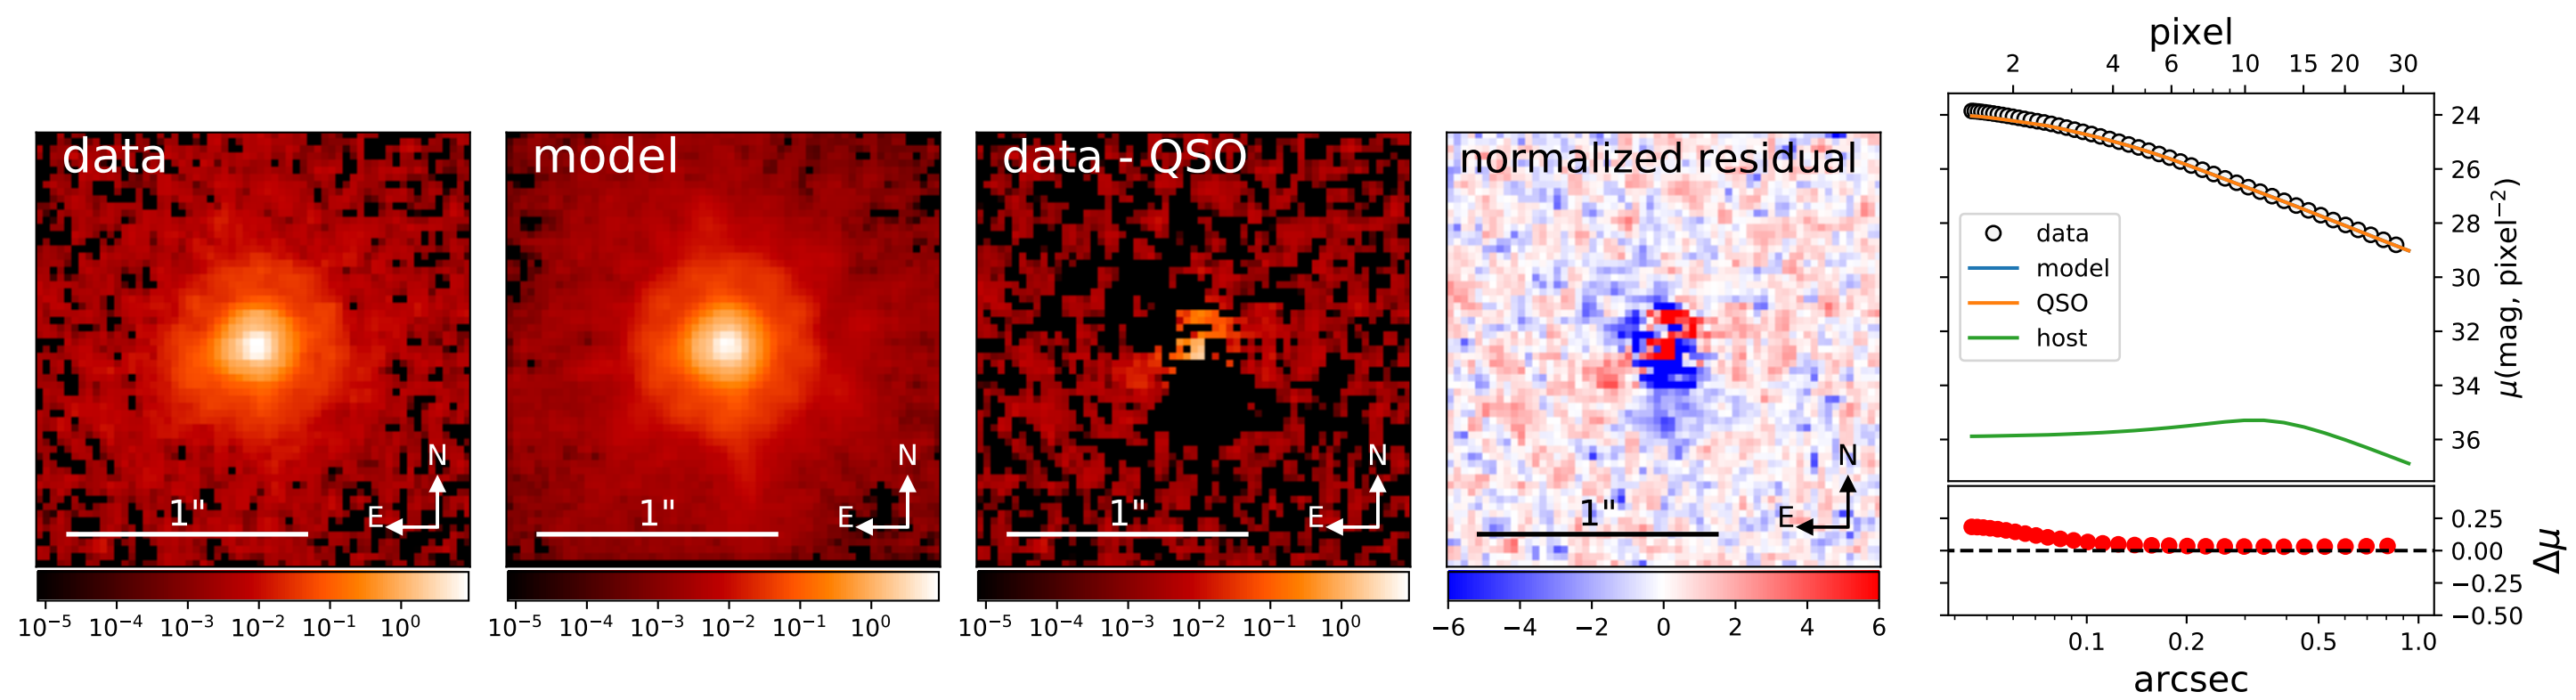 data
N
E
1"
10⁻⁵ 10⁻⁴ 10⁻³ 10⁻² 10⁻¹ 10⁰
model
N
E
1"
10⁻⁵ 10⁻⁴ 10⁻³ 10⁻² 10⁻¹ 10⁰
data - QSO
N
E
1"
10⁻⁵ 10⁻⁴ 10⁻³ 10⁻² 10⁻¹ 10⁰
normalized residual
N
E
1"
−6 −4 −2 0 2 4 6
pixel
2 4 6 10 15 20 30
data
model
QSO
host
24
26
28
30
32
34
36
μ(mag, pixel⁻²)
0.25
0.00
−0.25
−0.50
Δμ
0.1 0.2 0.5 1.0
arcsec